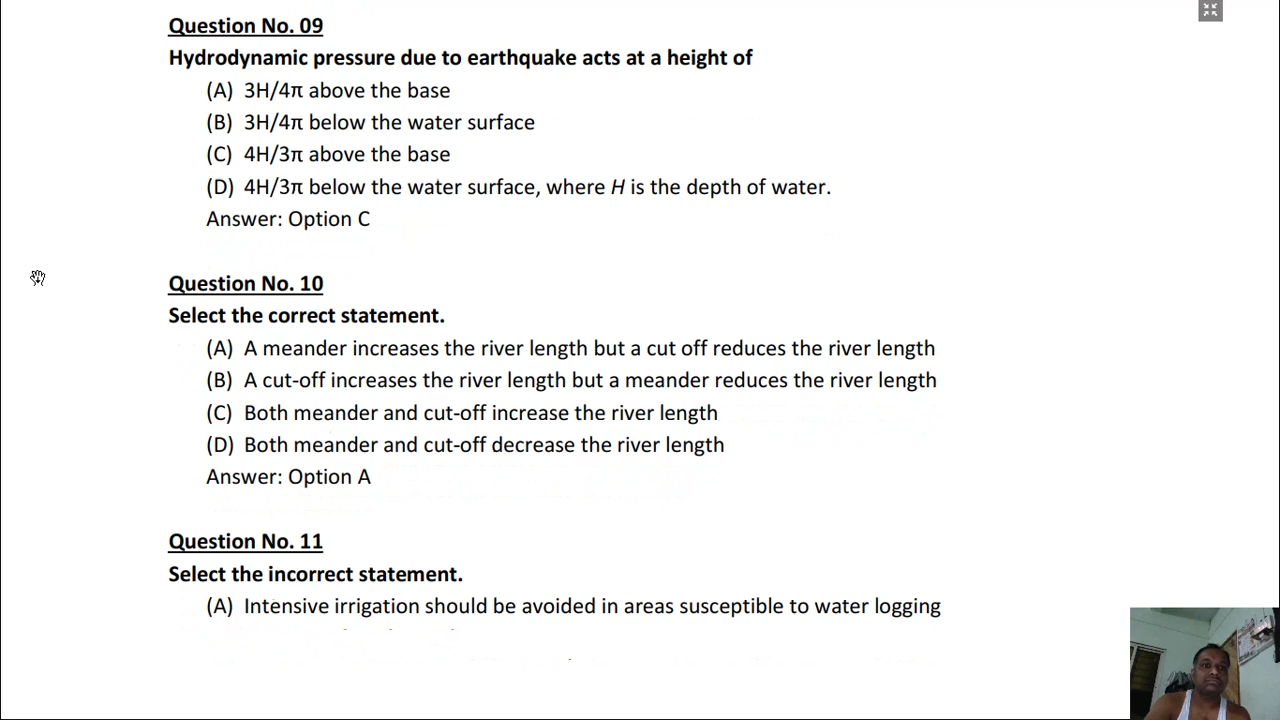 Question No. 09
Hydrodynamic pressure due to earthquake acts at a height of
(A) 3H/4π above the base
(B) 3H/4π below the water surface
(C) 4H/3π above the base
(D) 4H/3π below the water surface, where H is the depth of water.
Answer: Option C
Question No. 10
Select the correct statement.
(A) A meander increases the river length but a cut off reduces the river length
(B) A cut-off increases the river length but a meander reduces the river length
(C) Both meander and cut-off increase the river length
(D) Both meander and cut-off decrease the river length
Answer: Option A
Question No. 11
Select the incorrect statement.
(A) Intensive irrigation should be avoided in areas susceptible to water logging